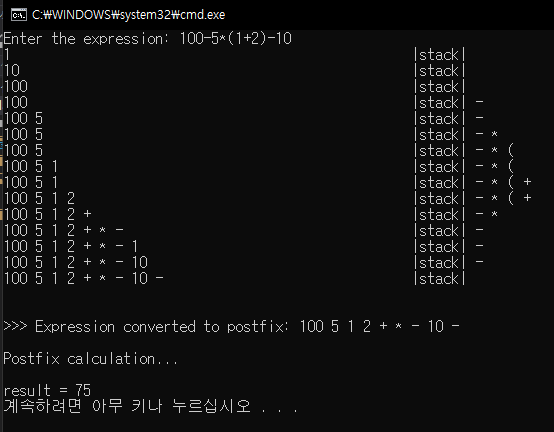 C:₩WINDOWS₩system32₩cmd.exe
Enter the expression: 100-5*(1+2)-10
1 |stack|
10 |stack|
100 |stack|
100 |stack| -
100 5 |stack| -
100 5 |stack| - *
100 5 |stack| - * (
100 5 1 |stack| - * (
100 5 1 |stack| - * ( +
100 5 1 2 |stack| - * ( +
100 5 1 2 + |stack| - *
100 5 1 2 + * - |stack| -
100 5 1 2 + * - 1 |stack| -
100 5 1 2 + * - 10 |stack| -
100 5 1 2 + * - 10 - |stack|
>>> Expression converted to postfix: 100 5 1 2 + * - 10 -
Postfix calculation...
result = 75
계속하려면 아무 키나 누르십시오 . . .